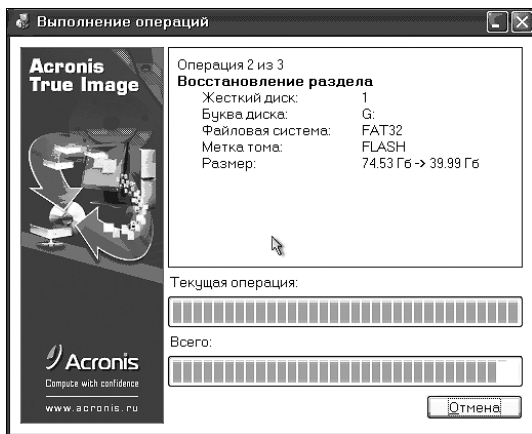 Выполнение операций
Acronis
True Image
Операция 2 из 3
Восстановление раздела
Жесткий диск: 1
Буква диска: G:
Файловая система: FAT32
Метка тома: FLASH
Размер: 74.53 Гб -> 39.99 Гб
Текущая операция:
Всего:
Acronis
Compute with confidence
www.acronis.ru
Отмена